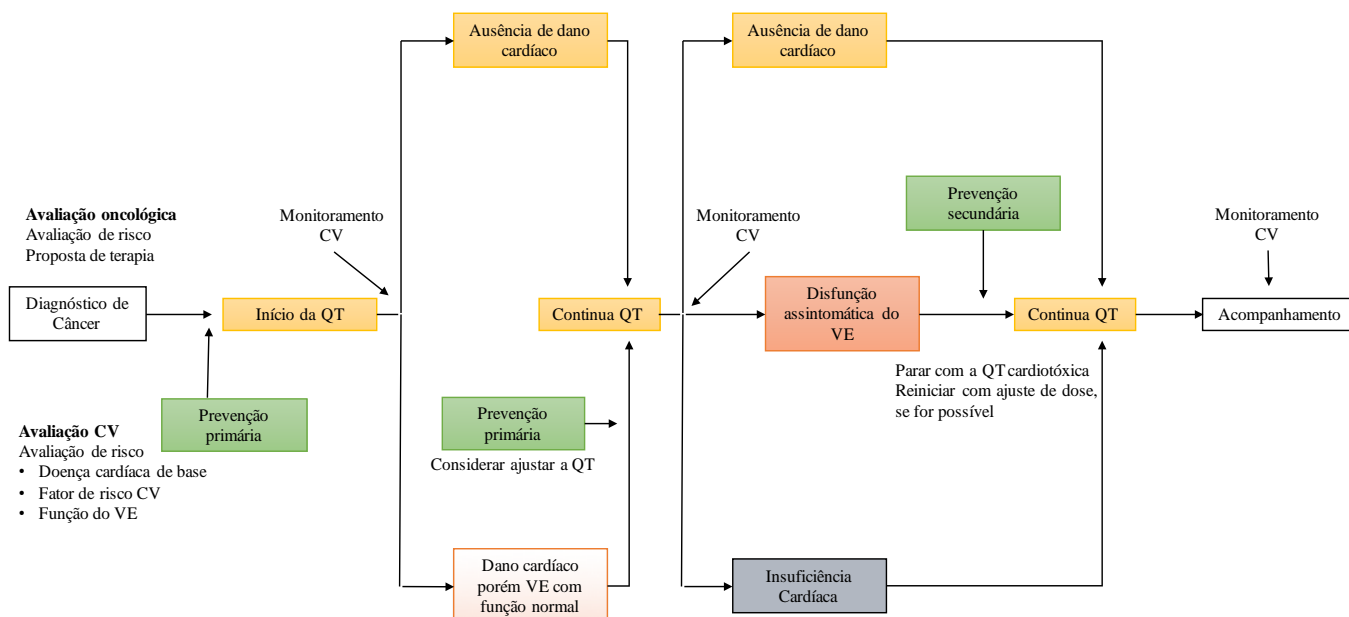 Ausência de dano
cardíaco
Ausência de dano
cardíaco
Avaliação oncológica
Avaliação de risco
Proposta de terapia
Monitoramento
CV
Monitoramento
CV
Prevenção
secundária
Monitoramento
CV
Diagnóstico de
Câncer
Início da QT
Continua QT
Disfunção
assintomática do
VE
Continua QT
Acompanhamento
Parar com a QT cardiotóxica
Reiniciar com ajuste de dose,
se for possível
Prevenção
primária
Prevenção
primária
Considerar ajustar a QT
Avaliação CV
Avaliação de risco
• Doença cardíaca de base
• Fator de risco CV
• Função do VE
Dano cardíaco
porém VE com
função normal
Insuficiência
Cardíaca